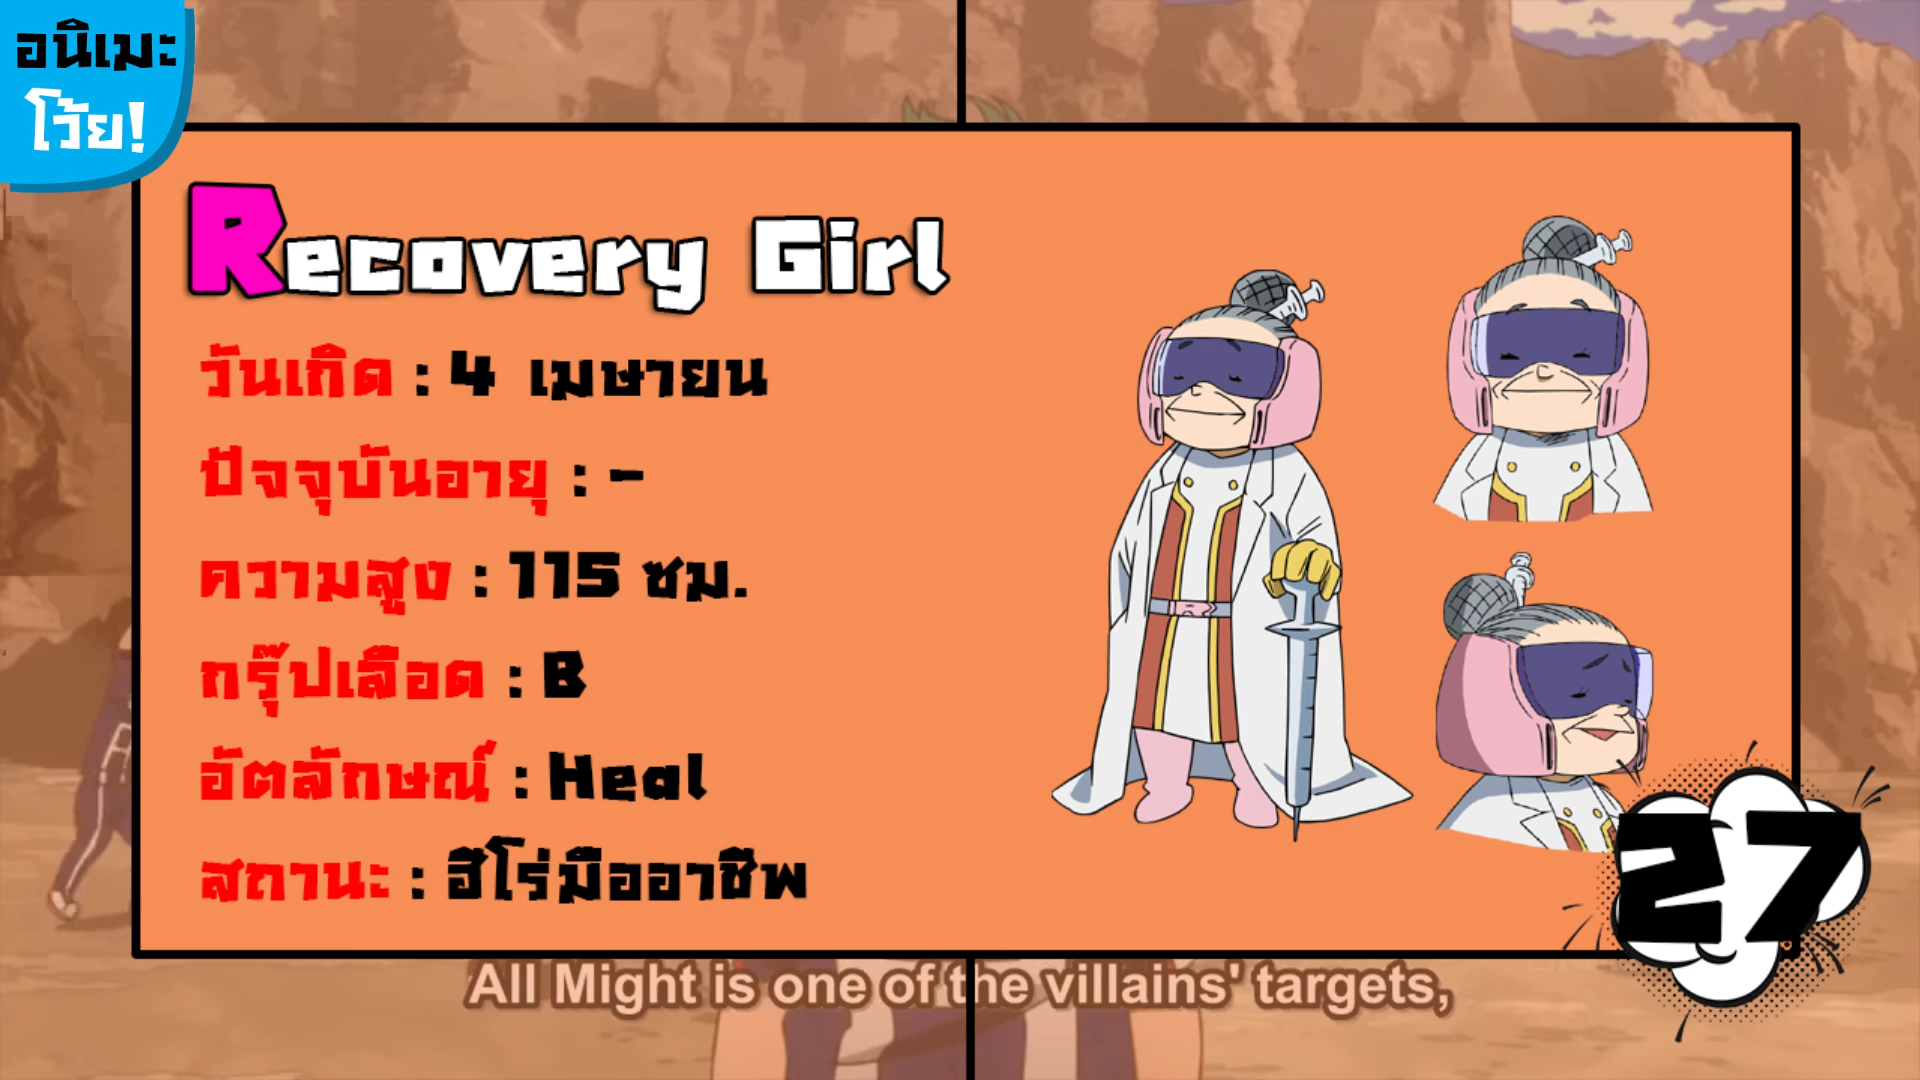 อนิเมะ
โว้ย!
Recovery Girl
วันเกิด : 4 เมษายน
ปัจจุบันอายุ : -
ความสูง : 115 ซม.
กรุ๊ปเลือด : B
อัตลักษณ์ : Heal
สถานะ : ฮีโร่มืออาชีพ
27
All Might is one of the villains' targets,